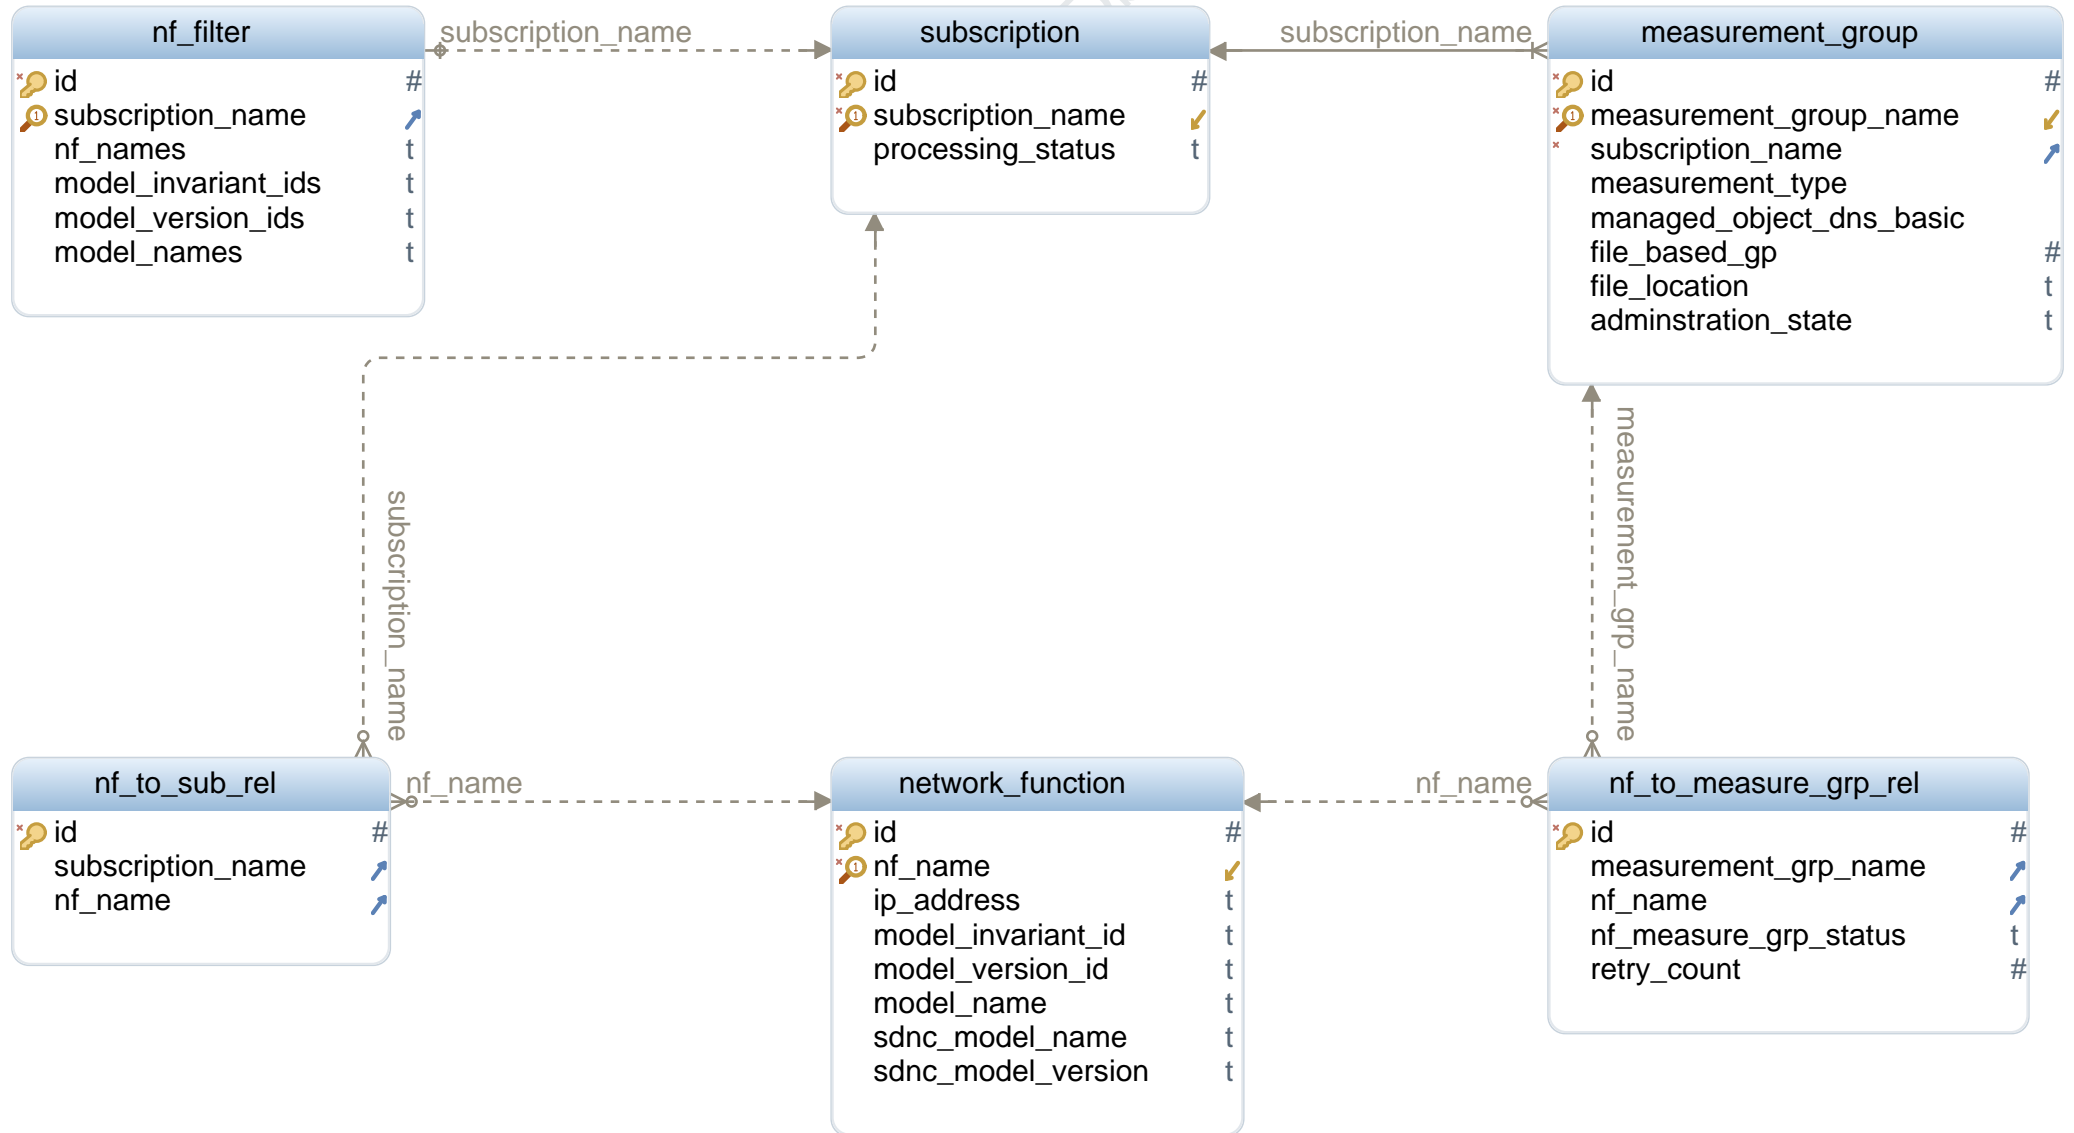 nf_filter
id #
subscription_name
nf_names t
model_invariant_ids t
model_version_ids t
model_names t
subscription_name
subscription
id #
subscription_name
processing_status t
subscription_name
measurement_group
id #
measurement_group_name
subscription_name
measurement_type
managed_object_dns_basic
file_based_gp #
file_location t
adminstration_state t
subscription_name
measurement_grp_name
nf_to_sub_rel
id #
subscription_name
nf_name
nf_name
network_function
id #
nf_name
ip_address t
model_invariant_id t
model_version_id t
model_name t
sdnc_model_name t
sdnc_model_version t
nf_name
nf_to_measure_grp_rel
id #
measurement_grp_name
nf_name
nf_measure_grp_status t
retry_count #